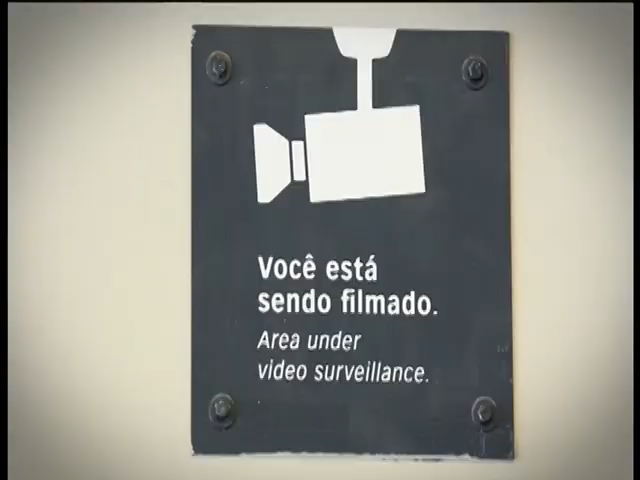 Você está
sendo filmado.
Area under
video surveillance.